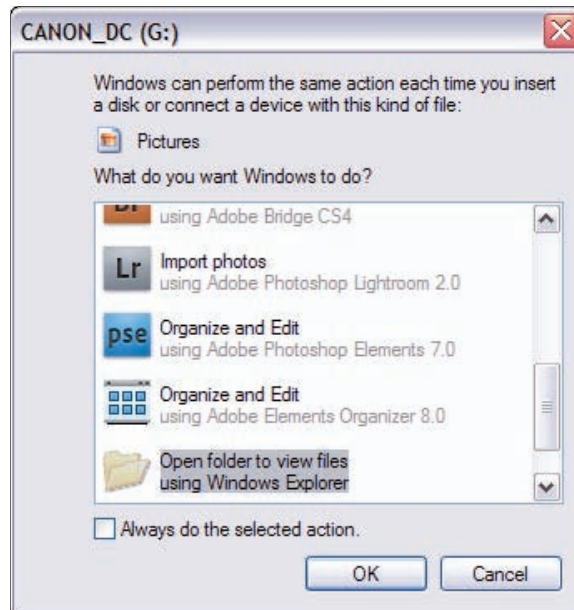 CANON_DC (G:)
Windows can perform the same action each time you insert
a disk or connect a device with this kind of file:
Pictures
What do you want Windows to do?
Br
using Adobe Bridge CS4
Lr
Import photos
using Adobe Photoshop Lightroom 2.0
pse
Organize and Edit
using Adobe Photoshop Elements 7.0
Organize and Edit
using Adobe Elements Organizer 8.0
Open folder to view files
using Windows Explorer
Always do the selected action.
OK
Cancel